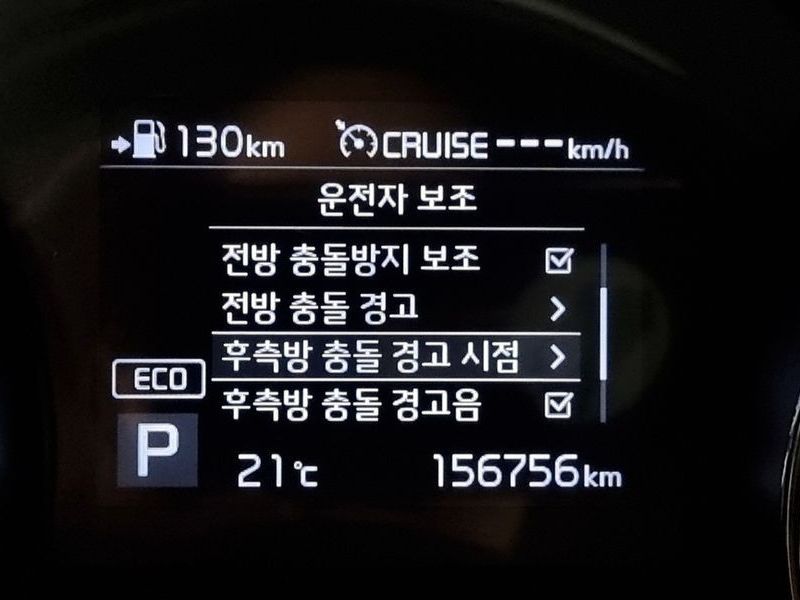 130km CRUISE---km/h
운전자 보조
전방 충돌방지 보조
전방 충돌 경고
후측방 충돌 경고 시점
후측방 충돌 경고음
ECO
P
21℃ 156756km